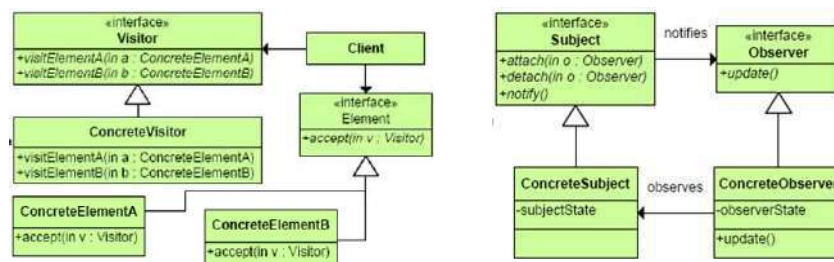 «interface»
Visitor
+visitElementA(in a : ConcreteElementA)
+visitElementB(in b : ConcreteElementB)
Client
«interface»
Element
+accept(in v : Visitor)
ConcreteVisitor
+visitElementA(in a : ConcreteElementA)
+visitElementB(in b : ConcreteElementB)
ConcreteElementA
+accept(in v : Visitor)
ConcreteElementB
+accept(in v : Visitor)
«interface»
Subject
+attach(in o : Observer)
+detach(in o : Observer)
+notify()
notifies
«interface»
Observer
+update()
ConcreteSubject
-subjectState
observes
ConcreteObserver
-observerState
+update()